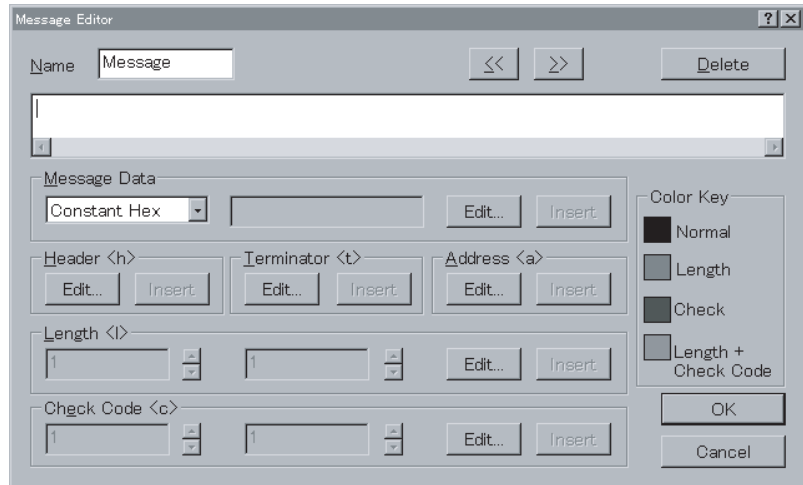 Message Editor
Name Message << >> Delete
Message Data
Constant Hex Edit... Insert
Color Key
Normal
Length
Check
Length +
Check Code
Header <h>
Edit... Insert
Terminator <t>
Edit... Insert
Address <a>
Edit... Insert
Length <l>
1 1 Edit... Insert
Check Code <c>
1 1 Edit... Insert
OK
Cancel